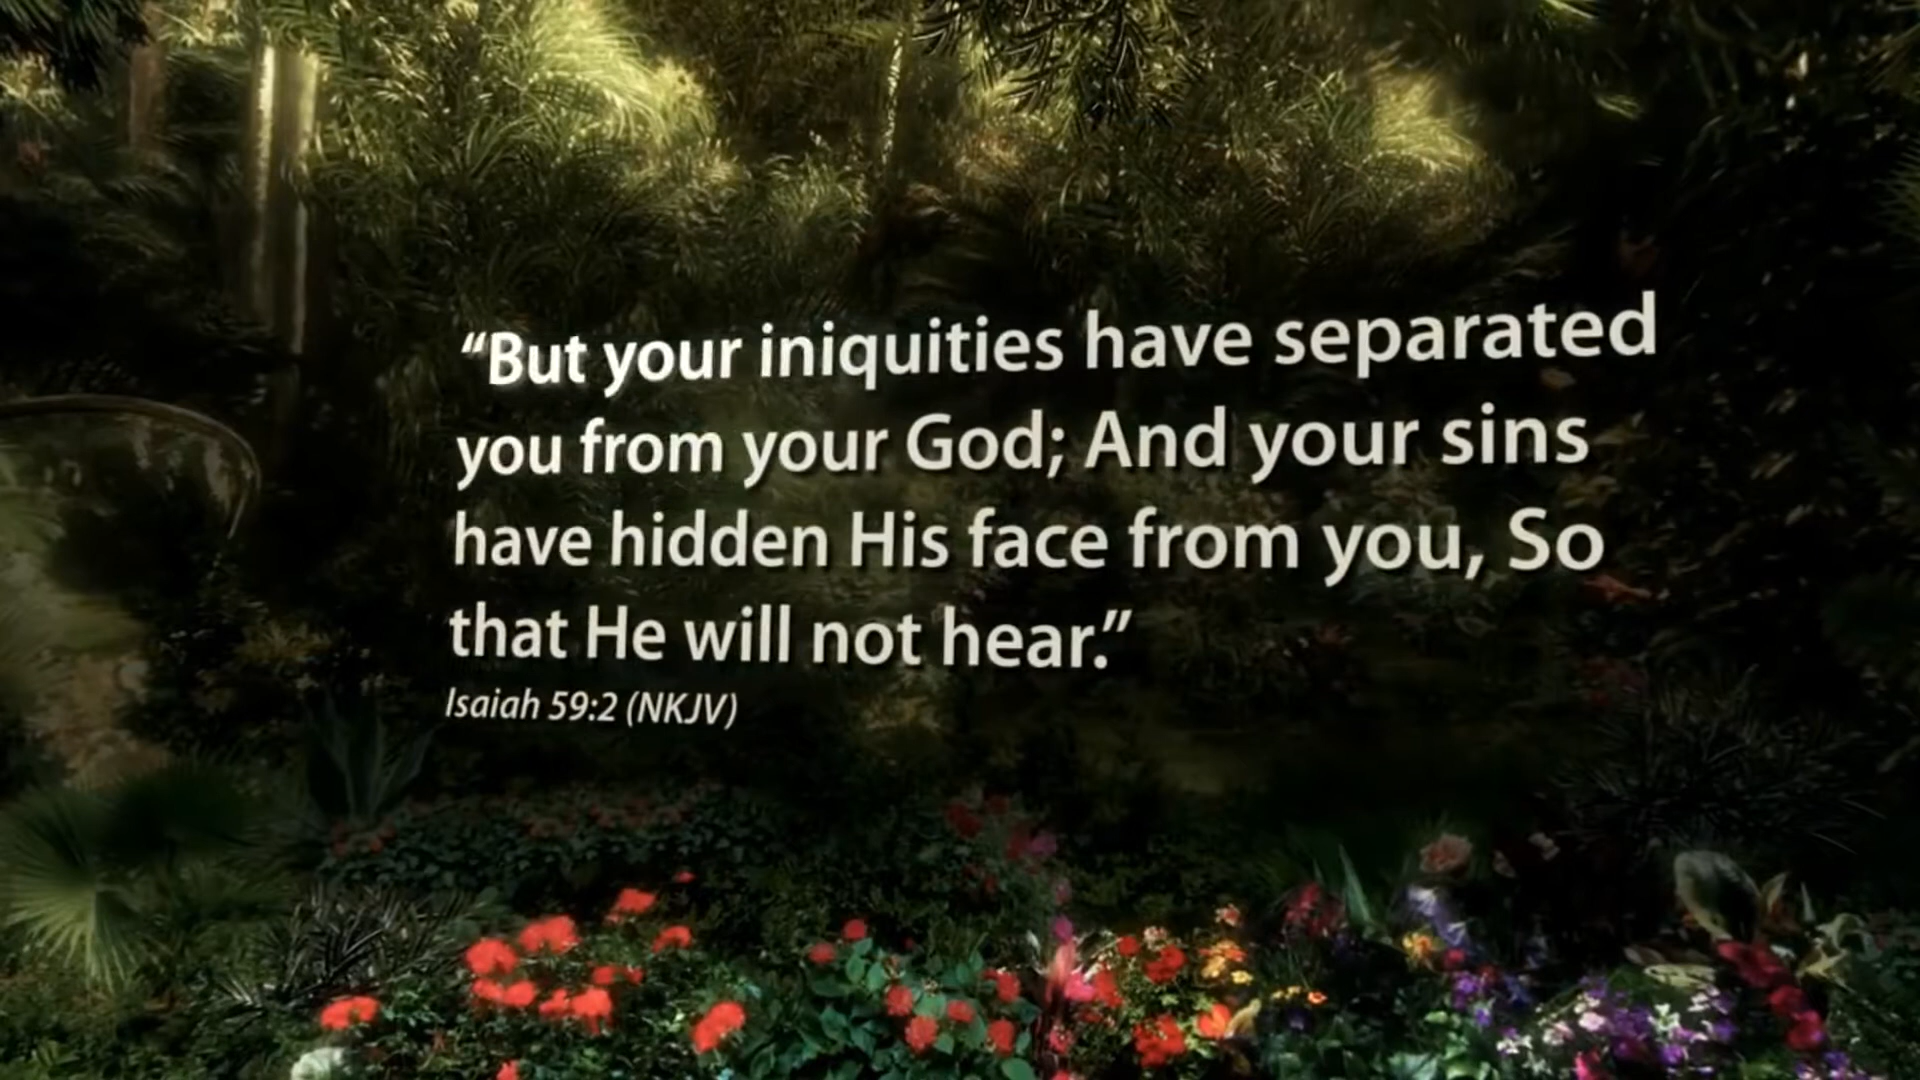 “But your iniquities have separated
you from your God; And your sins
have hidden His face from you, So
that He will not hear.”
Isaiah 59:2 (NKJV)